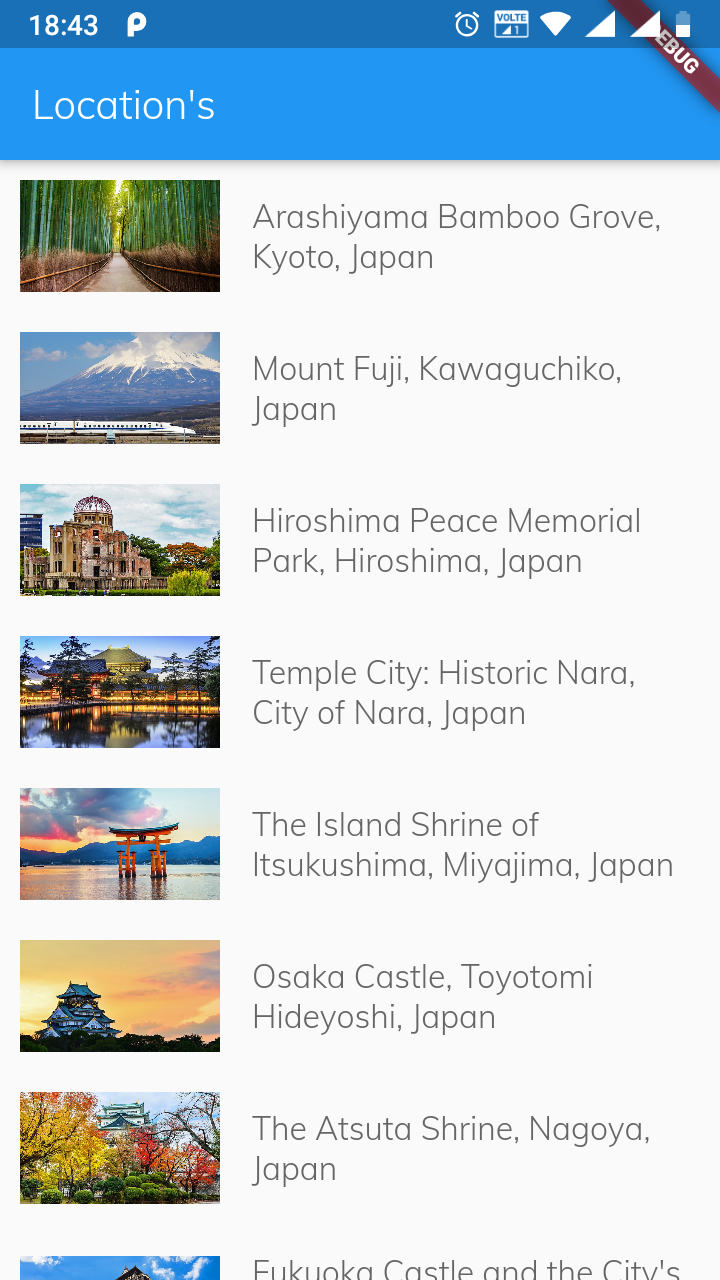 18:43
VOLTE
1
EBUG
Location's
Arashiyama Bamboo Grove,
Kyoto, Japan
Mount Fuji, Kawaguchiko,
Japan
Hiroshima Peace Memorial
Park, Hiroshima, Japan
Temple City: Historic Nara,
City of Nara, Japan
The Island Shrine of
Itsukushima, Miyajima, Japan
Osaka Castle, Toyotomi
Hideyoshi, Japan
The Atsuta Shrine, Nagoya,
Japan
Fukuoka Castle and the City's